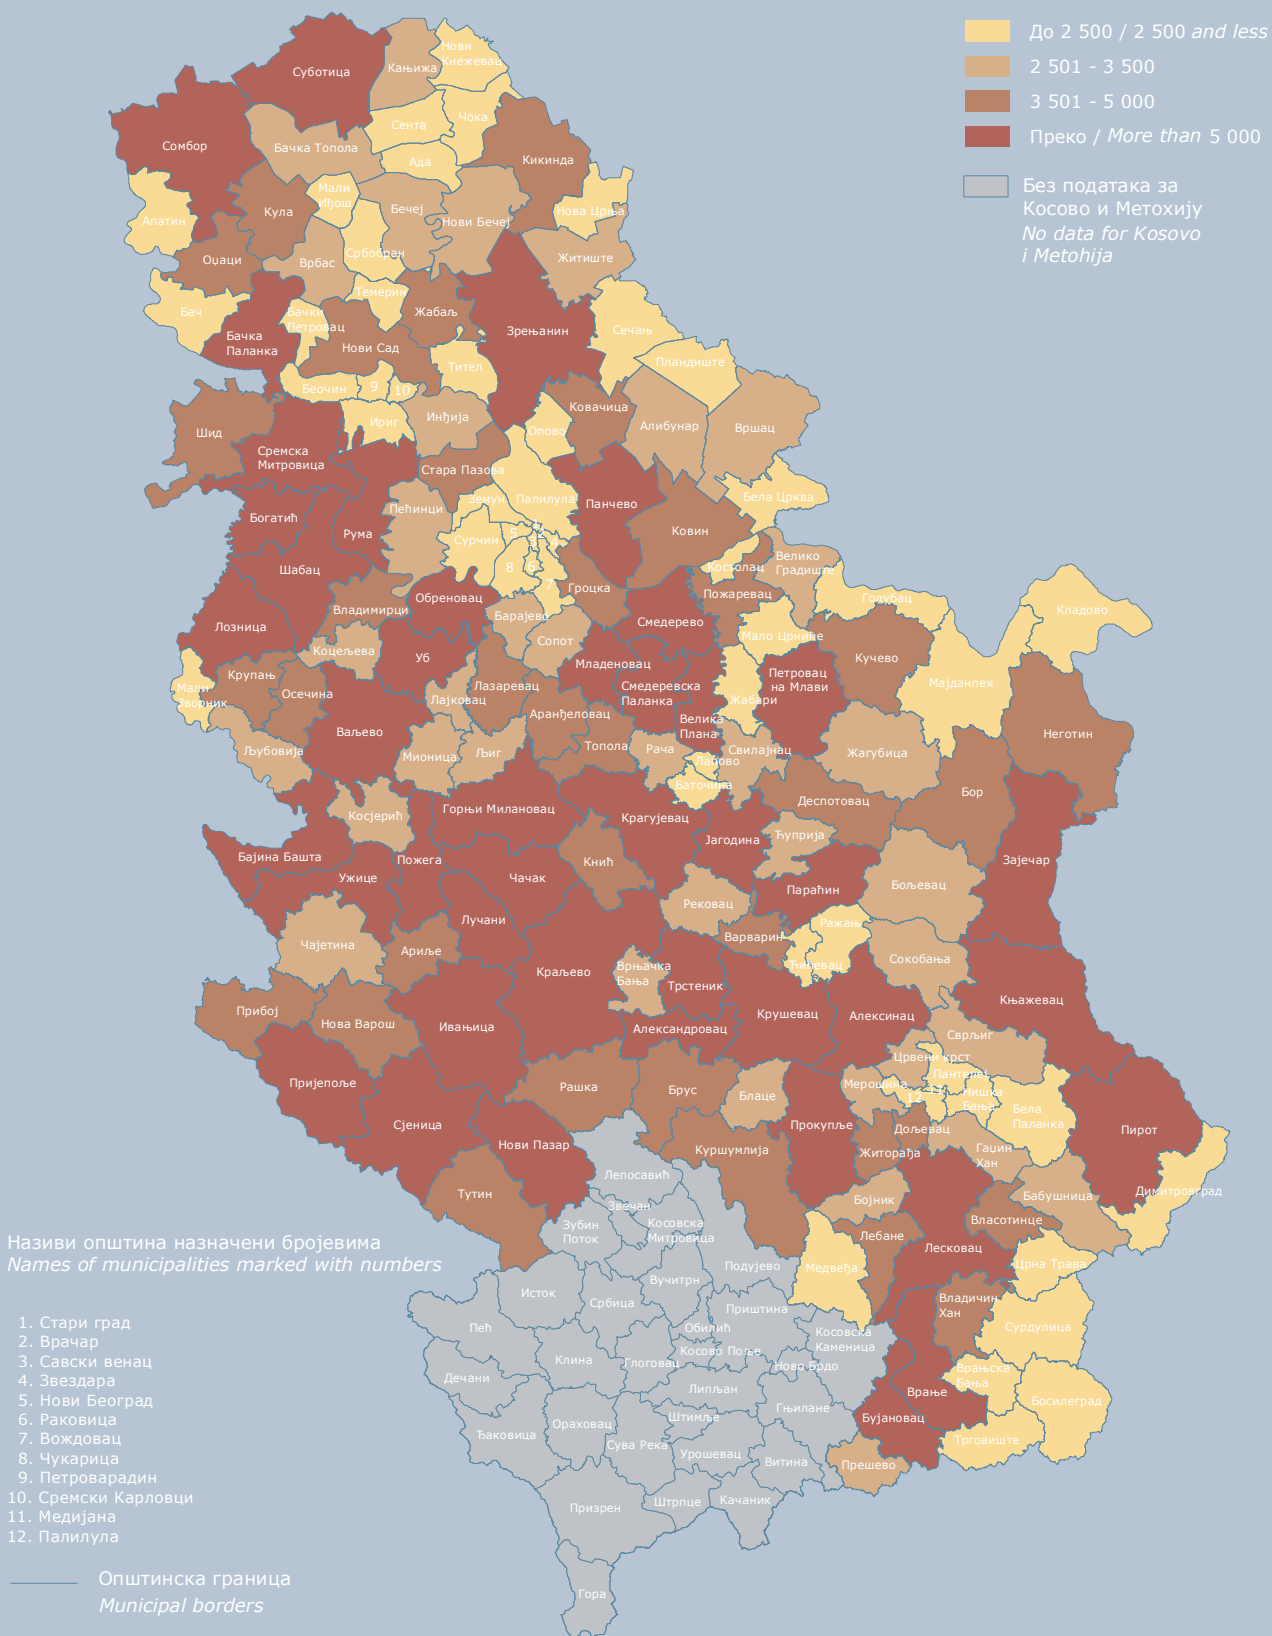 До 2 500 / 2 500 and less
2 501 - 3 500
3 501 - 5 000
Преко / More than 5 000
Без података за
Косово и Метохију
No data for Kosovo
i Metohija
Нови
Кнежевац
Кањижа
Суботица
Чока
Сента
Сомбор
Бачка Топола
Ада
Кикинда
Мали
Иђош
Кула
Бечеј
Нова Црња
Апатин
Нови Бечеј
Србобран
Оџаци
Врбас
Житиште
Темерин
Бач
Бачки
Петровац
Жабаљ
Зрењанин
Сечањ
Бачка
Паланка
Нови Сад
Пландиште
Тител
Беочин
9
10
Ковачица
Ириг
Инђија
Алибунар
Вршац
Шид
Опово
Сремска
Митровица
Стара Пазова
Бела Црква
Земун
Палилула
Панчево
Пећинци
Богатић
Рума
Сурчин
5
2
3
4
Ковин
Велико
Градиште
Шабац
8
6
7
Костолац
Гроцка
Пожаревац
Голубац
Обреновац
Владимирци
Кладово
Барајево
Лозница
Смедерево
Сопот
Мало Црниће
Коцељева
Уб
Младеновац
Кучево
Петровац
на Млави
Крупањ
Мајданпек
Мали
Зворник
Осечина
Лазаревац
Смедеревска
Паланка
Лајковац
Жабари
Аранђеловац
Велика
Плана
Ваљево
Неготин
Топола
Рача
Свилајнац
Љубовија
Мионица
Љиг
Жагубица
Лапово
Баточина
Бор
Деспотовац
Горњи Милановац
Косјерић
Крагујевац
Јагодина
Ћуприја
Бајина Башта
Пожега
Кнић
Зајечар
Ужице
Чачак
Параћин
Бољевац
Рековац
Лучани
Ражањ
Чајетина
Ариље
Варварин
Сокобања
Врњачка
Бања
Краљево
Ћићевац
Трстеник
Књажевац
Прибој
Нова Варош
Ивањица
Александровац
Крушевац
Алексинац
Сврљиг
Црвени крст
Пантелеј
Пријепоље
Рашка
Брус
Блаце
Мерошина
12
11
Нишка
Бања
Бела
Паланка
Сјеница
Прокупље
Дољевац
Пирот
Нови Пазар
Куршумлија
Житорађа
Гаџин
Хан
Лепосавић
Тутин
Бојник
Бабушница
Димитровград
Звечан
Зубин
Поток
Косовска
Митровица
Власотинце
Лебане
Лесковац
Медвеђа
Подујево
Црна Трава
Вучитрн
Исток
Србица
Приштина
Владичин
Хан
Пећ
Обилић
Косовска
Каменица
Сурдулица
Косово Поље
Клина
Глоговац
Ново Брдо
Врањска
Бања
Дечани
Липљан
Врање
Босилеград
Гњилане
Ђаковица
Ораховац
Штимље
Бујановац
Сува Река
Урошевац
Трговиште
Витина
Прешево
Призрен
Штрпце
Качаник
Гора
Називи општина назначени бројевима
Names of municipalities marked with numbers
1. Стари град
2. Врачар
3. Савски венац
4. Звездара
5. Нови Београд
6. Раковица
7. Вождовац
8. Чукарица
9. Петроварадин
10. Сремски Карловци
11. Медијана
12. Палилула
Општинска граница
Municipal borders